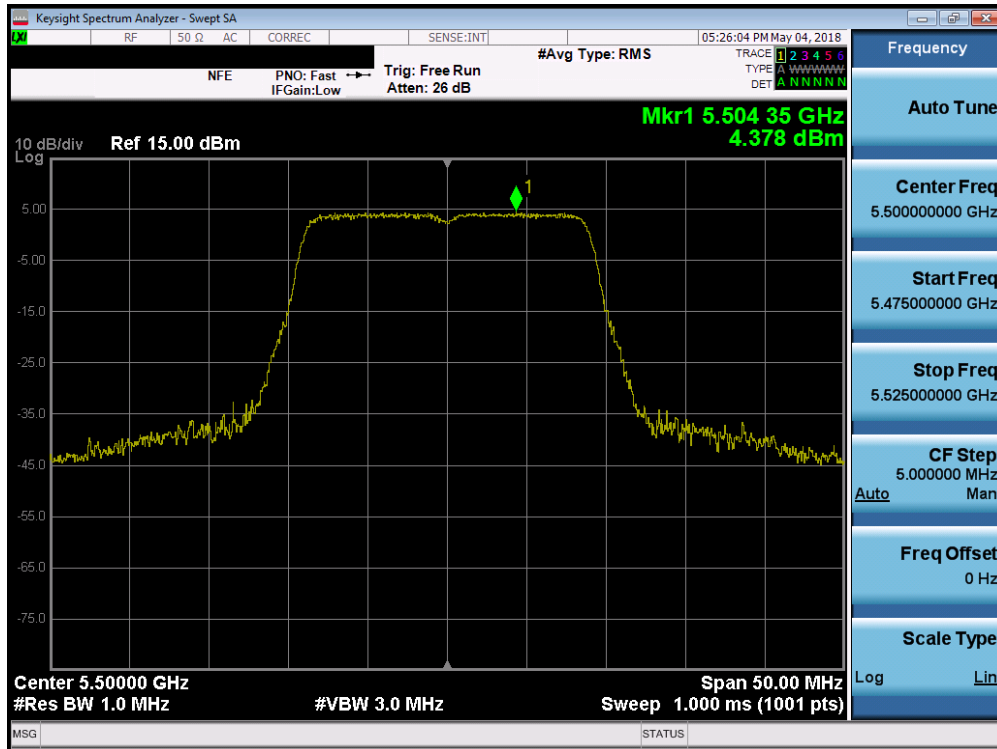 Keysight Spectrum Analyzer - Swept SA
LXI RF 50 Ω AC CORREC SENSE:INT 05:26:04 PM May 04, 2018
NFE PNO: Fast Trig: Free Run #Avg Type: RMS TRACE 1 2 3 4 5 6
IFGain:Low Atten: 26 dB TYPE A WWWWW
DET A N N N N N
Mkr1 5.504 35 GHz
4.378 dBm
10 dB/div Ref 15.00 dBm
Log
1
5.00
-5.00
-15.0
-25.0
-35.0
-45.0
-55.0
-65.0
-75.0
Center 5.50000 GHz Span 50.00 MHz
#Res BW 1.0 MHz #VBW 3.0 MHz Sweep 1.000 ms (1001 pts)
MSG STATUS
Frequency
Auto Tune
Center Freq
5.500000000 GHz
Start Freq
5.475000000 GHz
Stop Freq
5.525000000 GHz
CF Step
5.000000 MHz
Auto Man
Freq Offset
0 Hz
Scale Type
Log Lin